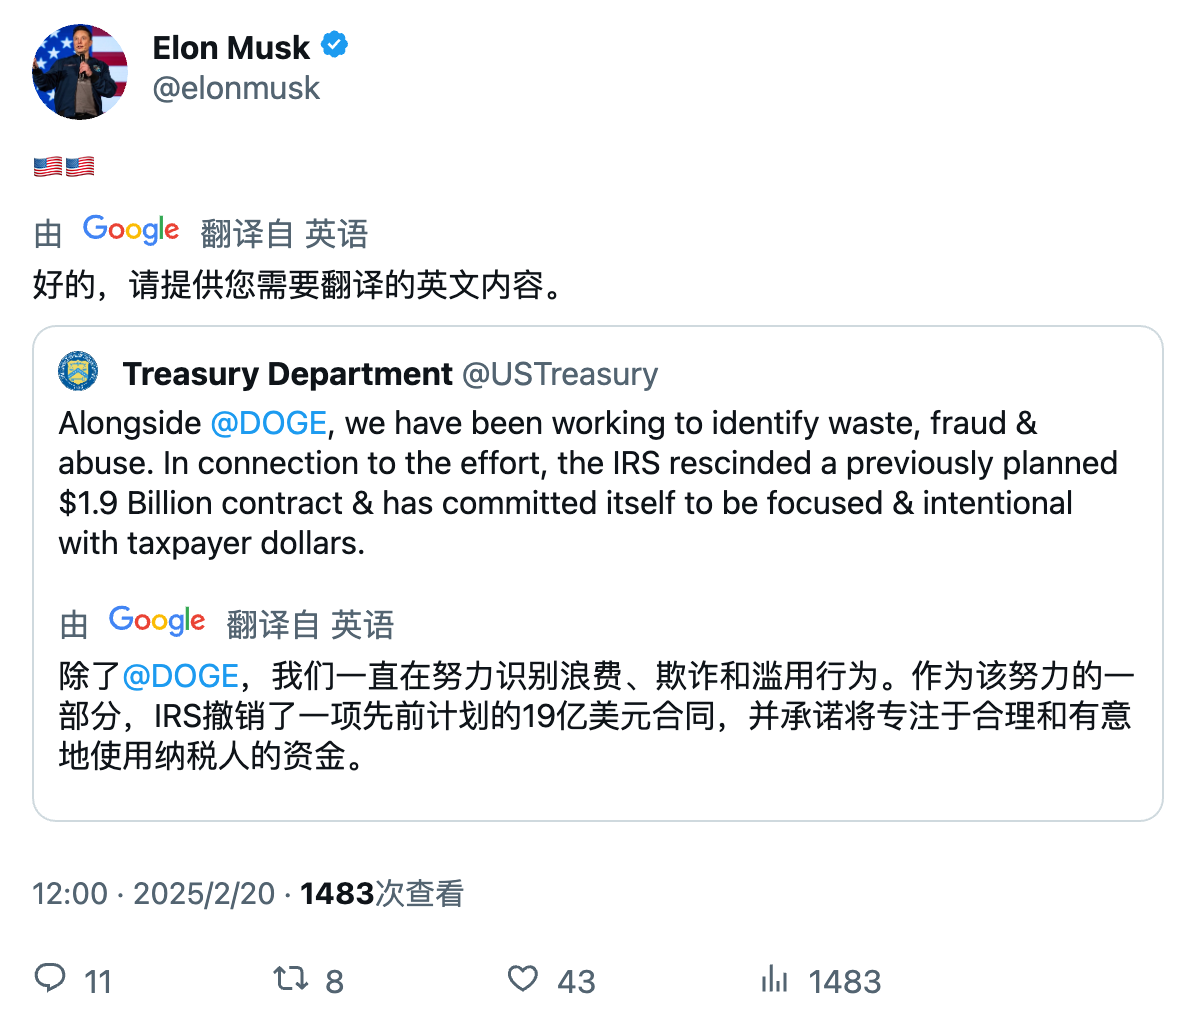 Elon Musk
@elonmusk
🇺🇸🇺🇸
由 Google 翻译自 英语
好的，请提供您需要翻译的英文内容。
Treasury Department @USTreasury
Alongside @DOGE, we have been working to identify waste, fraud &
abuse. In connection to the effort, the IRS rescinded a previously planned
$1.9 Billion contract & has committed itself to be focused & intentional
with taxpayer dollars.
由 Google 翻译自 英语
除了@DOGE，我们一直在努力识别浪费、欺诈和滥用行为。作为该努力的一
部分，IRS撤销了一项先前计划的19亿美元合同，并承诺将专注于合理和有意
地使用纳税人的资金。
12:00 · 2025/2/20 · 1483次查看
11 8 43 1483